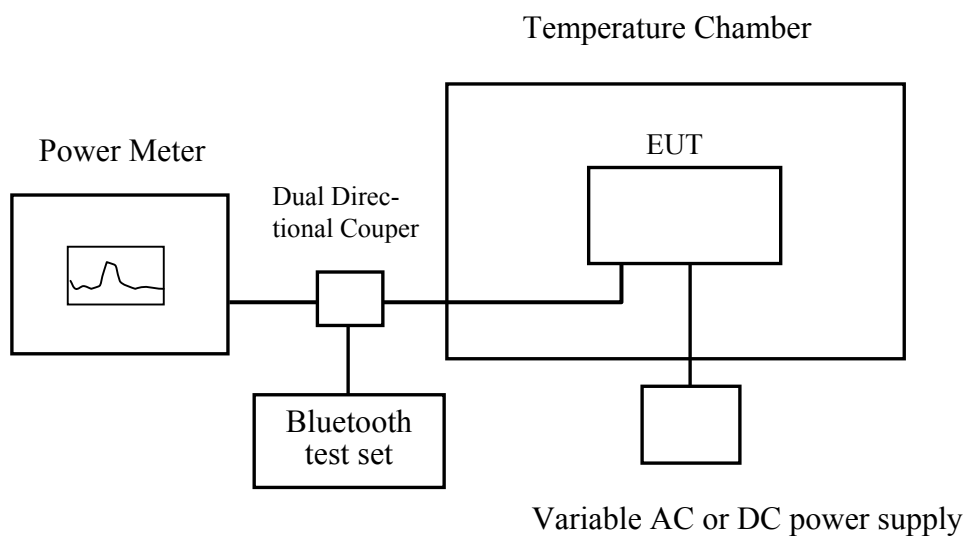 Temperature Chamber
Power Meter
EUT
Dual Direc-
tional Couper
Bluetooth
test set
Variable AC or DC power supply